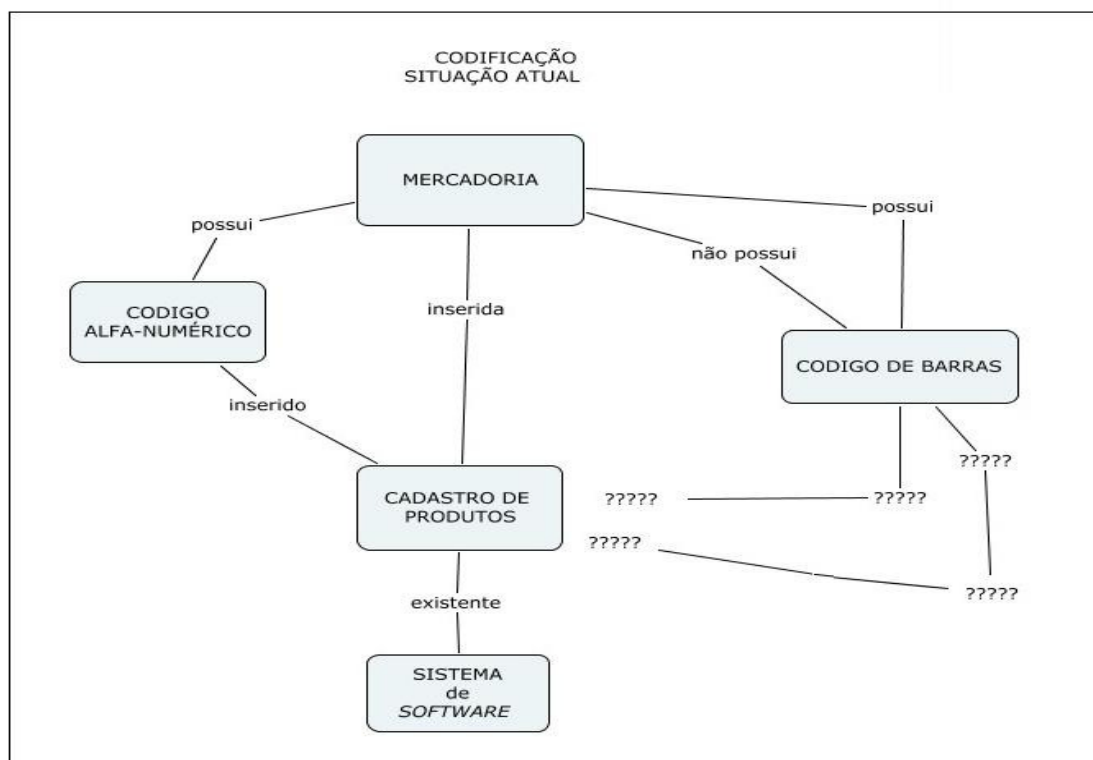 CODIFICAÇÃO
SITUAÇÃO ATUAL
MERCADORIA
possui
possui
não possui
CODIGO
ALFA-NUMÉRICO
inserida
CODIGO DE BARRAS
inserido
?????
CADASTRO DE
PRODUTOS
?????
?????
?????
?????
existente
SISTEMA
de
SOFTWARE